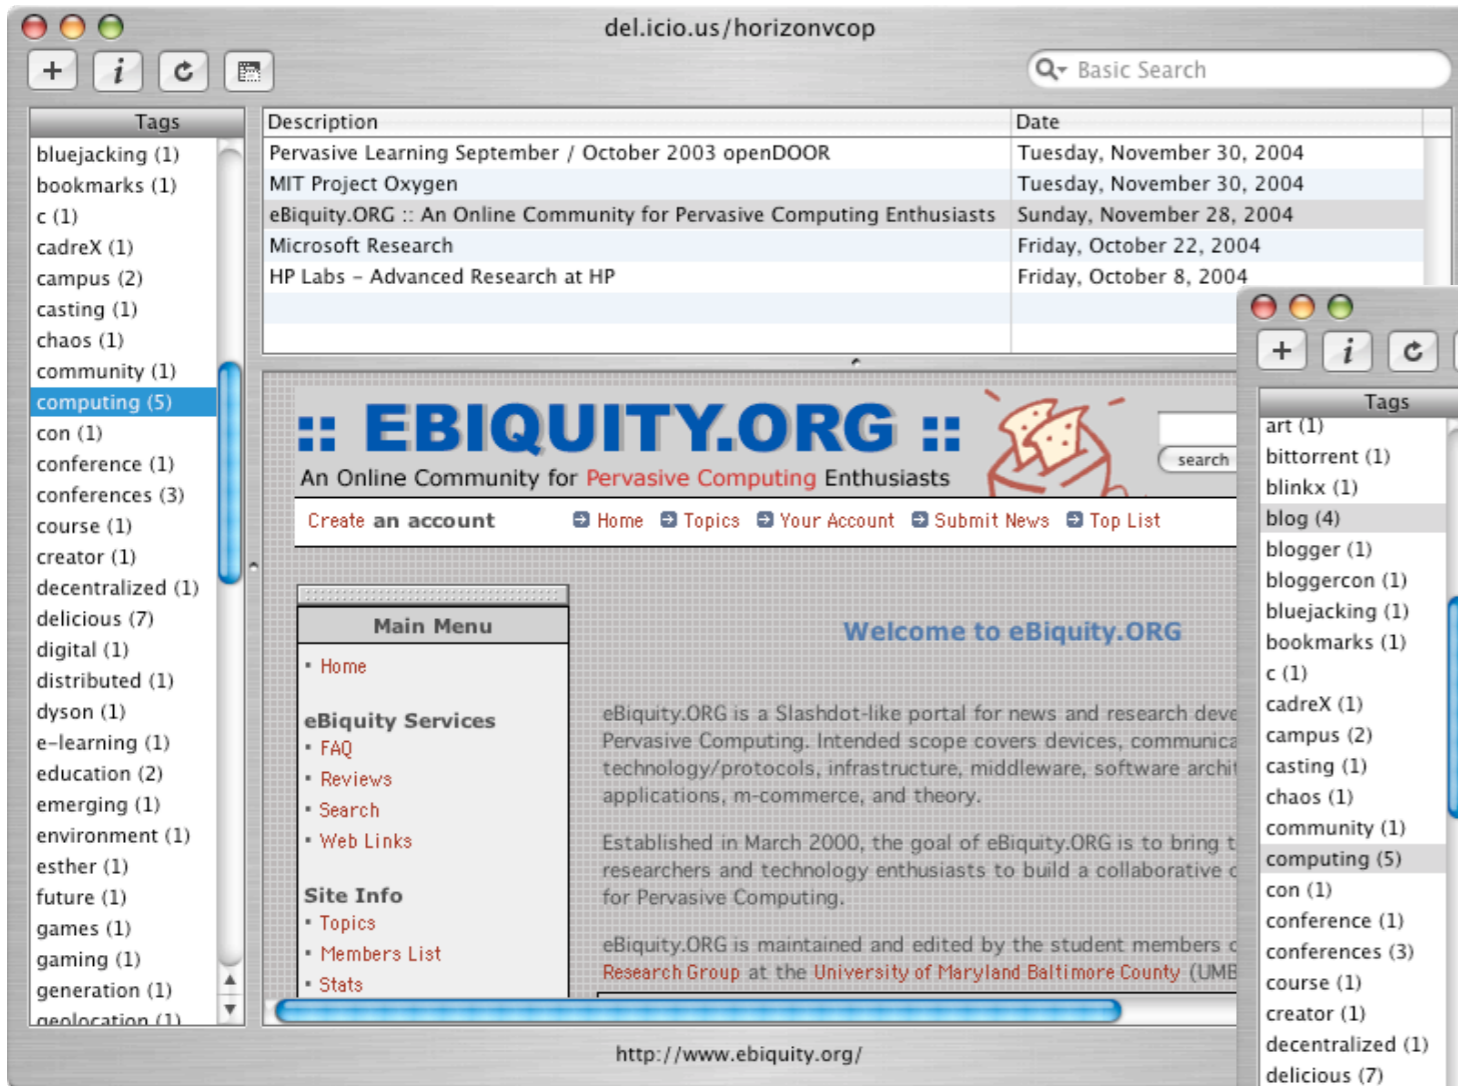 del.icio.us/horizonvcop
+ i
Basic Search
Tags
bluejacking (1)
bookmarks (1)
c (1)
cadreX (1)
campus (2)
casting (1)
chaos (1)
community (1)
computing (5)
con (1)
conference (1)
conferences (3)
course (1)
creator (1)
decentralized (1)
delicious (7)
digital (1)
distributed (1)
dyson (1)
e-learning (1)
education (2)
emerging (1)
environment (1)
esther (1)
future (1)
games (1)
gaming (1)
generation (1)
geolocation (1)
Description Date
Pervasive Learning September / October 2003 openDOOR Tuesday, November 30, 2004
MIT Project Oxygen Tuesday, November 30, 2004
eBiquity.ORG :: An Online Community for Pervasive Computing Enthusiasts Sunday, November 28, 2004
Microsoft Research Friday, October 22, 2004
HP Labs – Advanced Research at HP Friday, October 8, 2004
:: EBIQUITY.ORG ::
An Online Community for Pervasive Computing Enthusiasts
search
Create an account Home Topics Your Account Submit News Top List
Main Menu
Home
eBiquity Services
FAQ
Reviews
Search
Web Links
Site Info
Topics
Members List
Stats
Welcome to eBiquity.ORG
eBiquity.ORG is a Slashdot-like portal for news and research
Pervasive Computing. Intended scope covers devices,
technology/protocols, infrastructure, middleware, software
applications, m-commerce, and theory.
Established in March 2000, the goal of eBiquity.ORG is to bring
researchers and technology enthusiasts to build a collaborative
for Pervasive Computing.
eBiquity.ORG is maintained and edited by the student members
Research Group at the University of Maryland Baltimore County (UMB
http://www.ebiquity.org/
+ i
Tags
art (1)
bittorrent (1)
blinkx (1)
blog (4)
blogger (1)
bloggercon (1)
bluejacking (1)
bookmarks (1)
c (1)
cadreX (1)
campus (2)
casting (1)
chaos (1)
community (1)
computing (5)
con (1)
conference (1)
conferences (3)
course (1)
creator (1)
decentralized (1)
delicious (7)